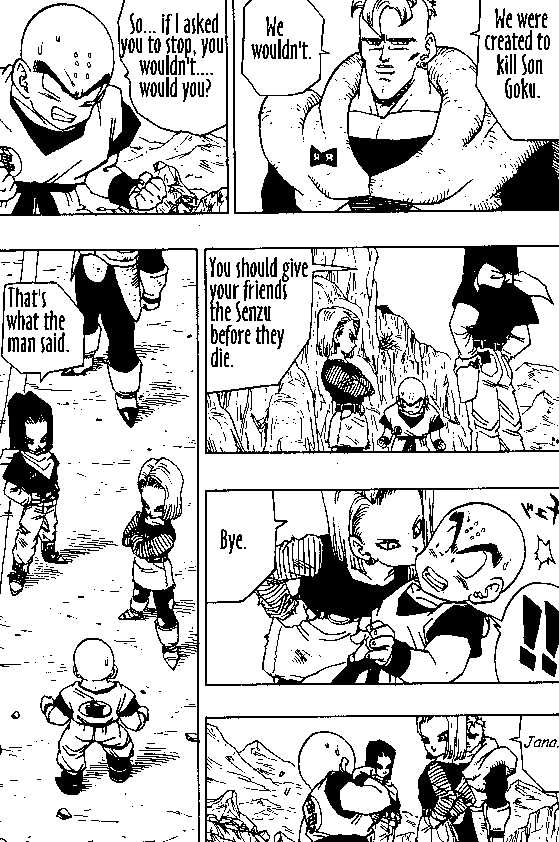 So... if I asked
you to stop, you
wouldn't....
would you?
We
wouldn't.
We were
created to
kill Son
Goku.
That's
what the
man said.
You should give
your friends
the Senzu
before they
die.
Bye.
!!
Jana.